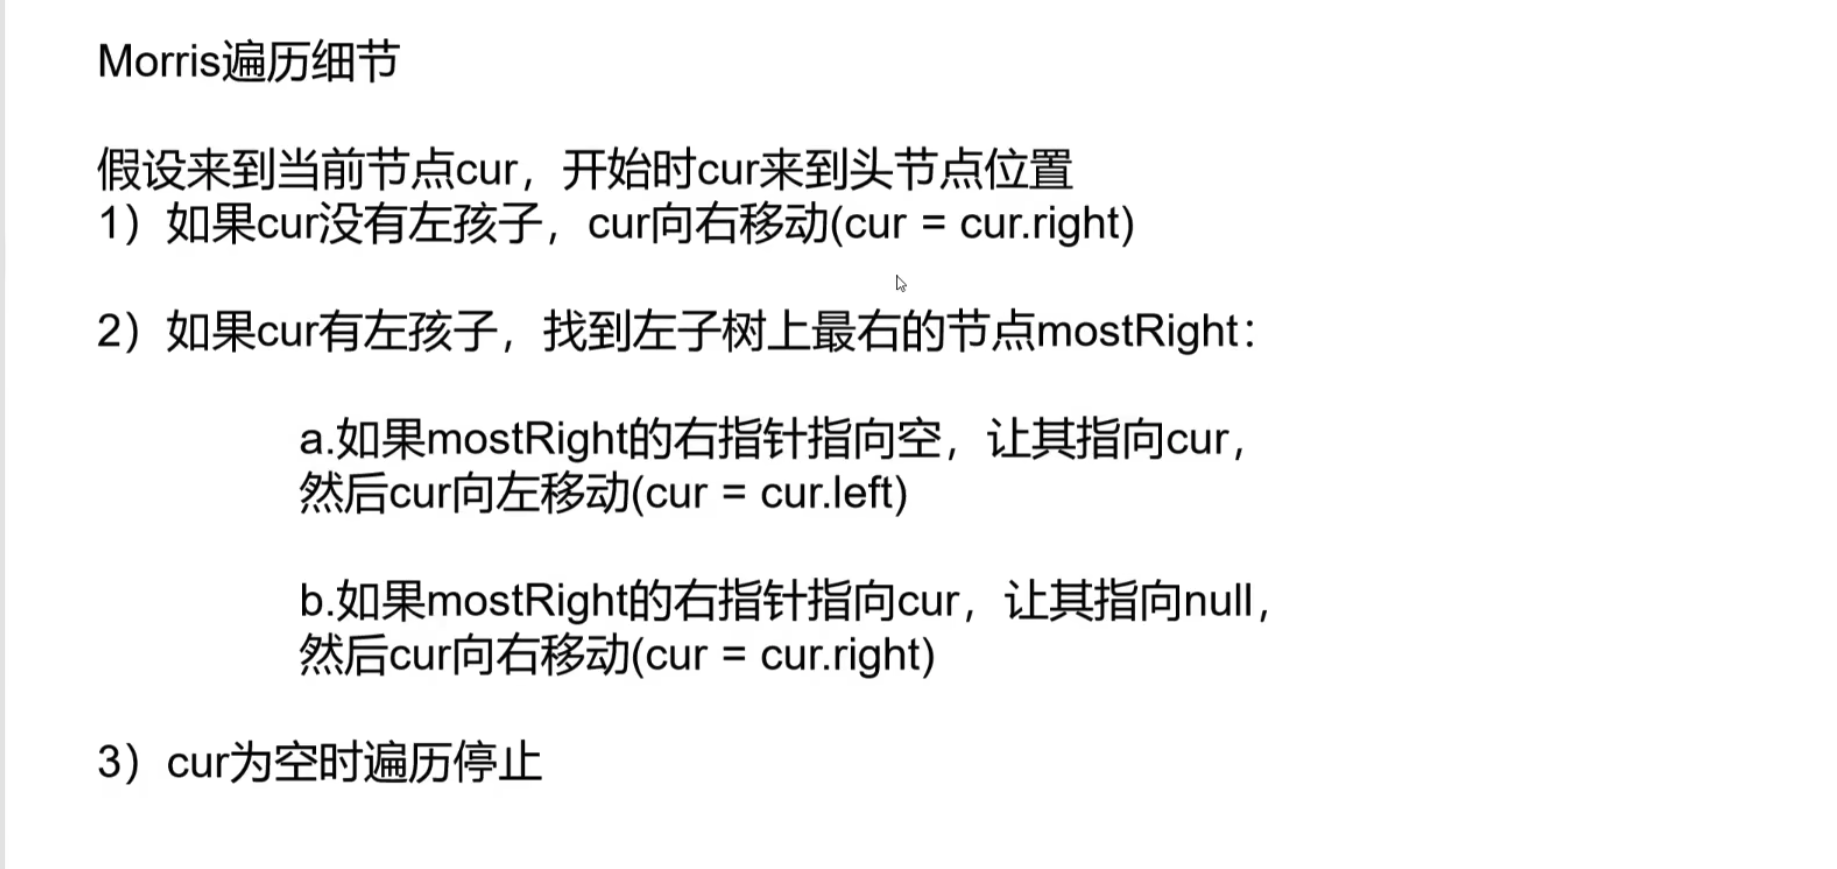 Morris遍历细节
假设来到当前节点cur，开始时cur来到头节点位置
1）如果cur没有左孩子，cur向右移动(cur = cur.right)
2）如果cur有左孩子，找到左子树上最右的节点mostRight：
a.如果mostRight的右指针指向空，让其指向cur，
然后cur向左移动(cur = cur.left)
b.如果mostRight的右指针指向cur，让其指向null，
然后cur向右移动(cur = cur.right)
3）cur为空时遍历停止